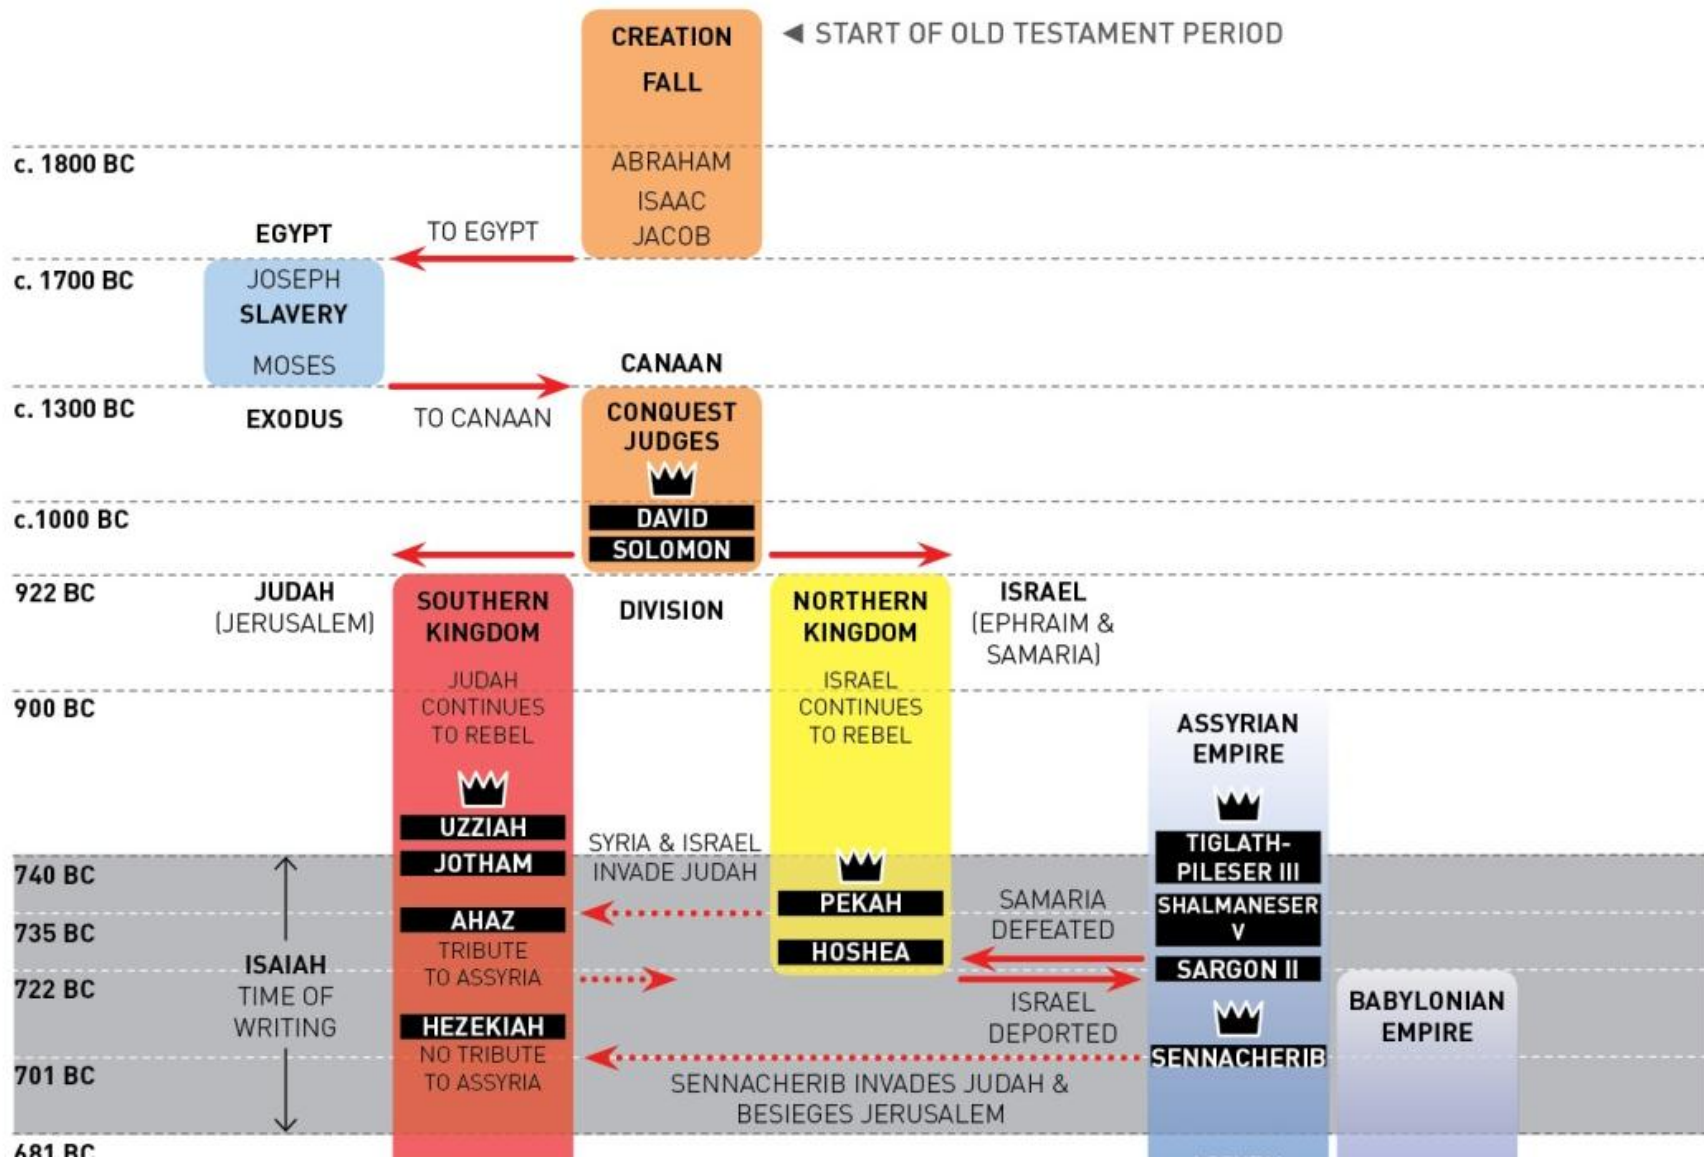 CREATION
◄ START OF OLD TESTAMENT PERIOD
FALL
c. 1800 BC
ABRAHAM
ISAAC
JACOB
EGYPT
TO EGYPT
c. 1700 BC
JOSEPH
SLAVERY
MOSES
CANAAN
c. 1300 BC
EXODUS
TO CANAAN
CONQUEST
JUDGES
c.1000 BC
DAVID
SOLOMON
922 BC
JUDAH
(JERUSALEM)
SOUTHERN
KINGDOM
DIVISION
NORTHERN
KINGDOM
ISRAEL
(EPHRAIM &
SAMARIA)
JUDAH
CONTINUES
TO REBEL
ISRAEL
CONTINUES
TO REBEL
900 BC
ASSYRIAN
EMPIRE
UZZIAH
JOTHAM
SYRIA & ISRAEL
INVADE JUDAH
TIGLATH-
PILESER III
740 BC
PEKAH
SAMARIA
DEFEATED
SHALMANESER
V
AHAZ
735 BC
TRIBUTE
TO ASSYRIA
HOSHEA
SARGON II
ISAIAH
TIME OF
WRITING
722 BC
ISRAEL
DEPORTED
BABYLONIAN
EMPIRE
HEZEKIAH
NO TRIBUTE
TO ASSYRIA
SENNACHERIB
701 BC
SENNACHERIB INVADES JUDAH &
BESIEGES JERUSALEM
681 BC